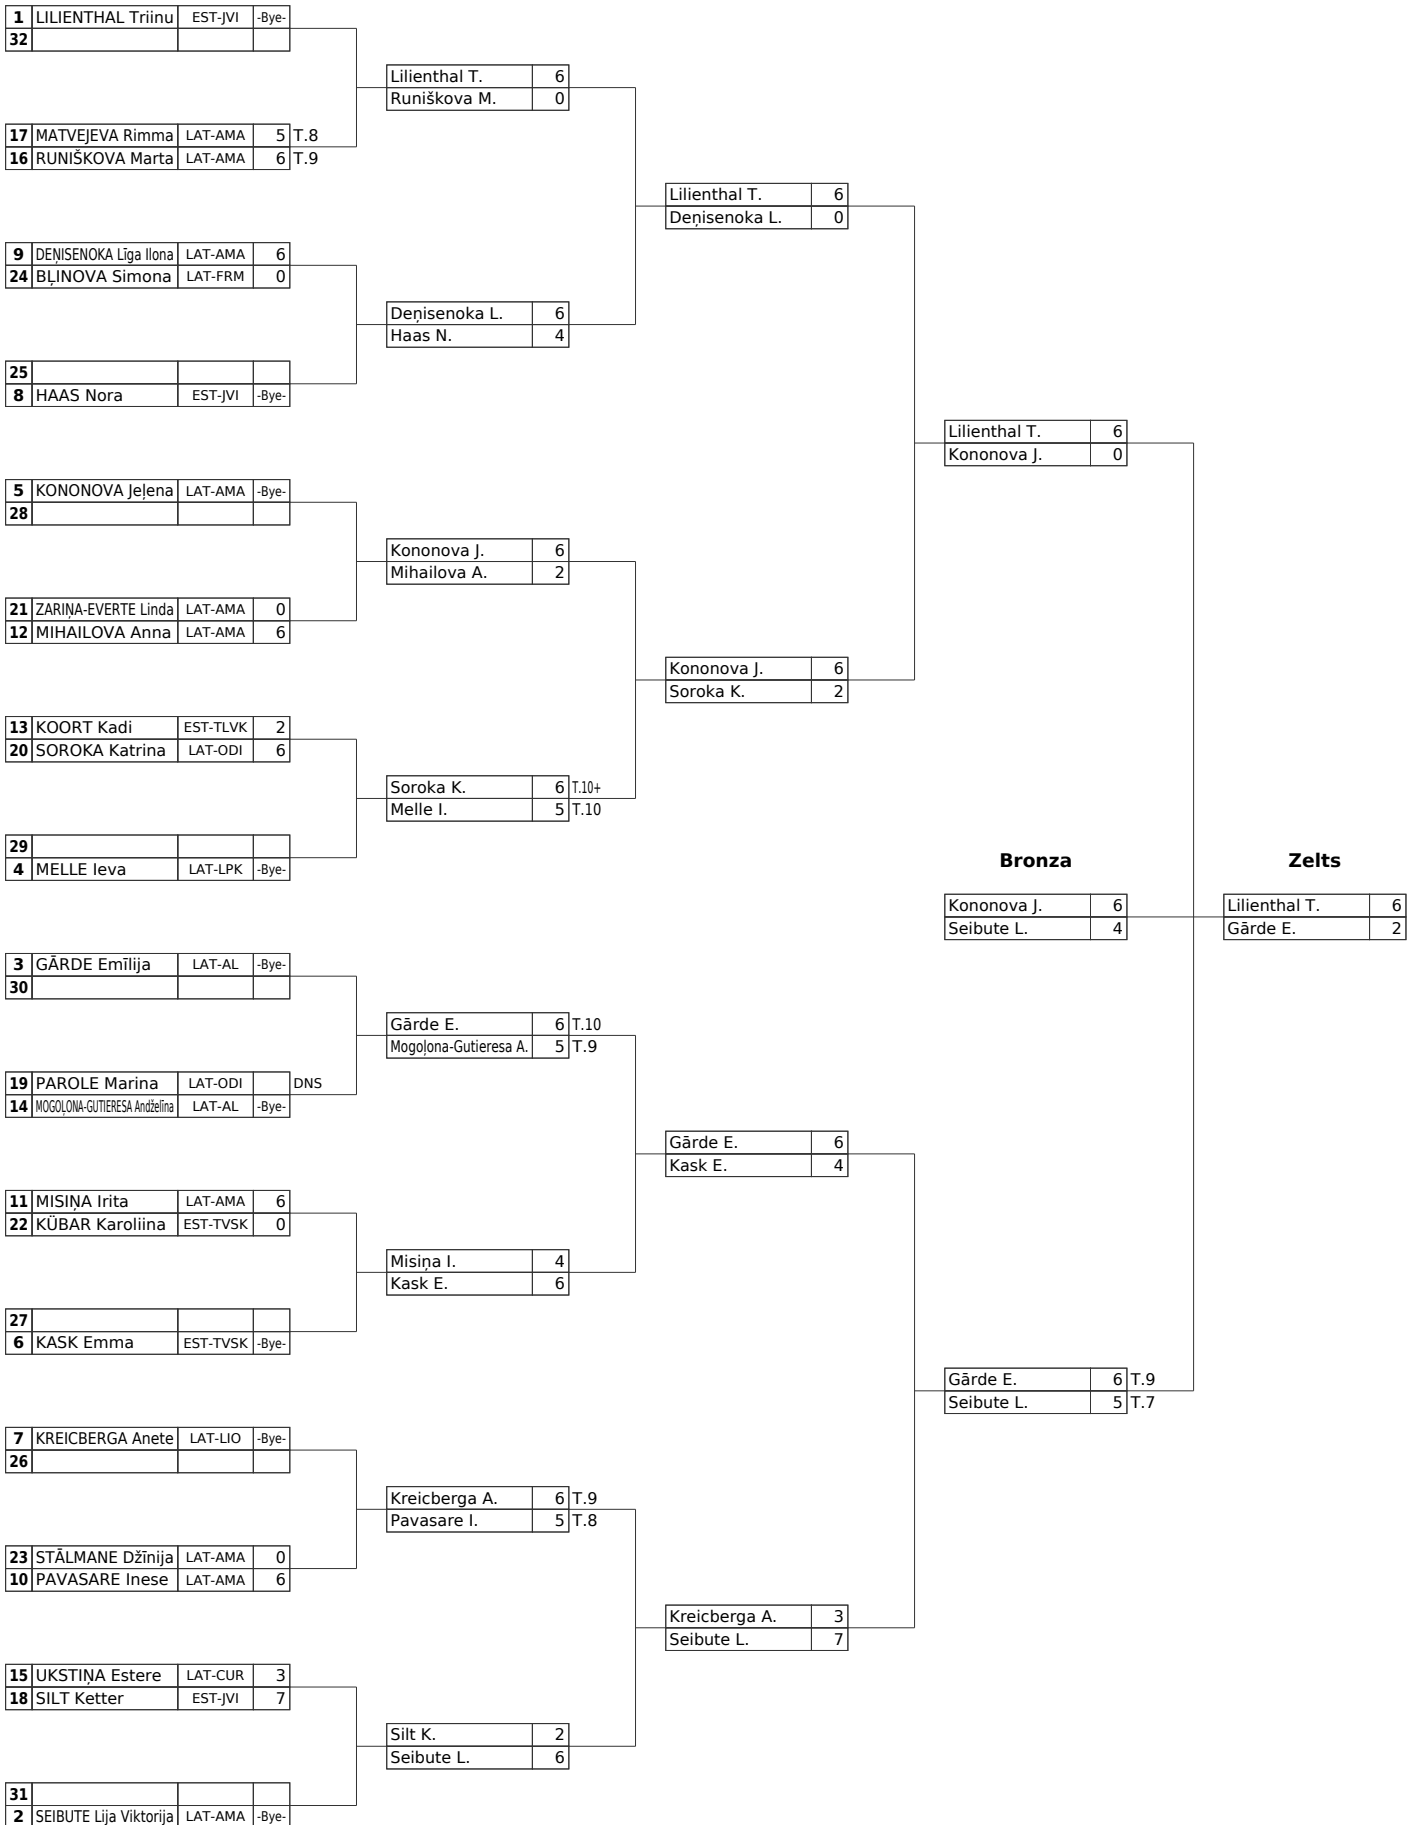 1 LILIENTHAL Triinu EST-JVI -Bye-
32
Lilienthal T. 6
Runiškova M. 0
17 MATVEJEVA Rimma LAT-AMA 5 T.8
16 RUNIŠKOVA Marta LAT-AMA 6 T.9
Lilienthal T. 6
Deņisenoka L. 0
9 DEŅISENOKA Līga Ilona LAT-AMA 6
24 BĻINOVA Simona LAT-FRM 0
Deņisenoka L. 6
Haas N. 4
25
8 HAAS Nora EST-JVI -Bye-
Lilienthal T. 6
Kononova J. 0
5 KONONOVA Jeļena LAT-AMA -Bye-
28
Kononova J. 6
Mihailova A. 2
21 ZARIŅA-EVERTE Linda LAT-AMA 0
12 MIHAILOVA Anna LAT-AMA 6
Kononova J. 6
Soroka K. 2
13 KOORT Kadi EST-TLVK 2
20 SOROKA Katrina LAT-ODI 6
Soroka K. 6 T.10+
Melle I. 5 T.10
29
4 MELLE Ieva LAT-LPK -Bye-
Bronza Zelts
Kononova J. 6 Lilienthal T. 6
Seibute L. 4 Gārde E. 2
3 GĀRDE Emīlija LAT-AL -Bye-
30
Gārde E. 6 T.10
Mogoļona-Gutieresa A. 5 T.9
19 PAROLE Marina LAT-ODI DNS
14 MOGOĻONA-GUTIERESA Andželīna LAT-AL -Bye-
Gārde E. 6
Kask E. 4
11 MISIŅA Irita LAT-AMA 6
22 KÜBAR Karoliina EST-TVSK 0
Misiņa I. 4
Kask E. 6
27
6 KASK Emma EST-TVSK -Bye-
Gārde E. 6 T.9
Seibute L. 5 T.7
7 KREICBERGA Anete LAT-LIO -Bye-
26
Kreicberga A. 6 T.9
Pavasare I. 5 T.8
23 STĀLMANE Džīnija LAT-AMA 0
10 PAVASARE Inese LAT-AMA 6
Kreicberga A. 3
Seibute L. 7
15 UKSTIŅA Estere LAT-CUR 3
18 SILT Ketter EST-JVI 7
Silt K. 2
Seibute L. 6
31
2 SEIBUTE Lija Viktorija LAT-AMA -Bye-